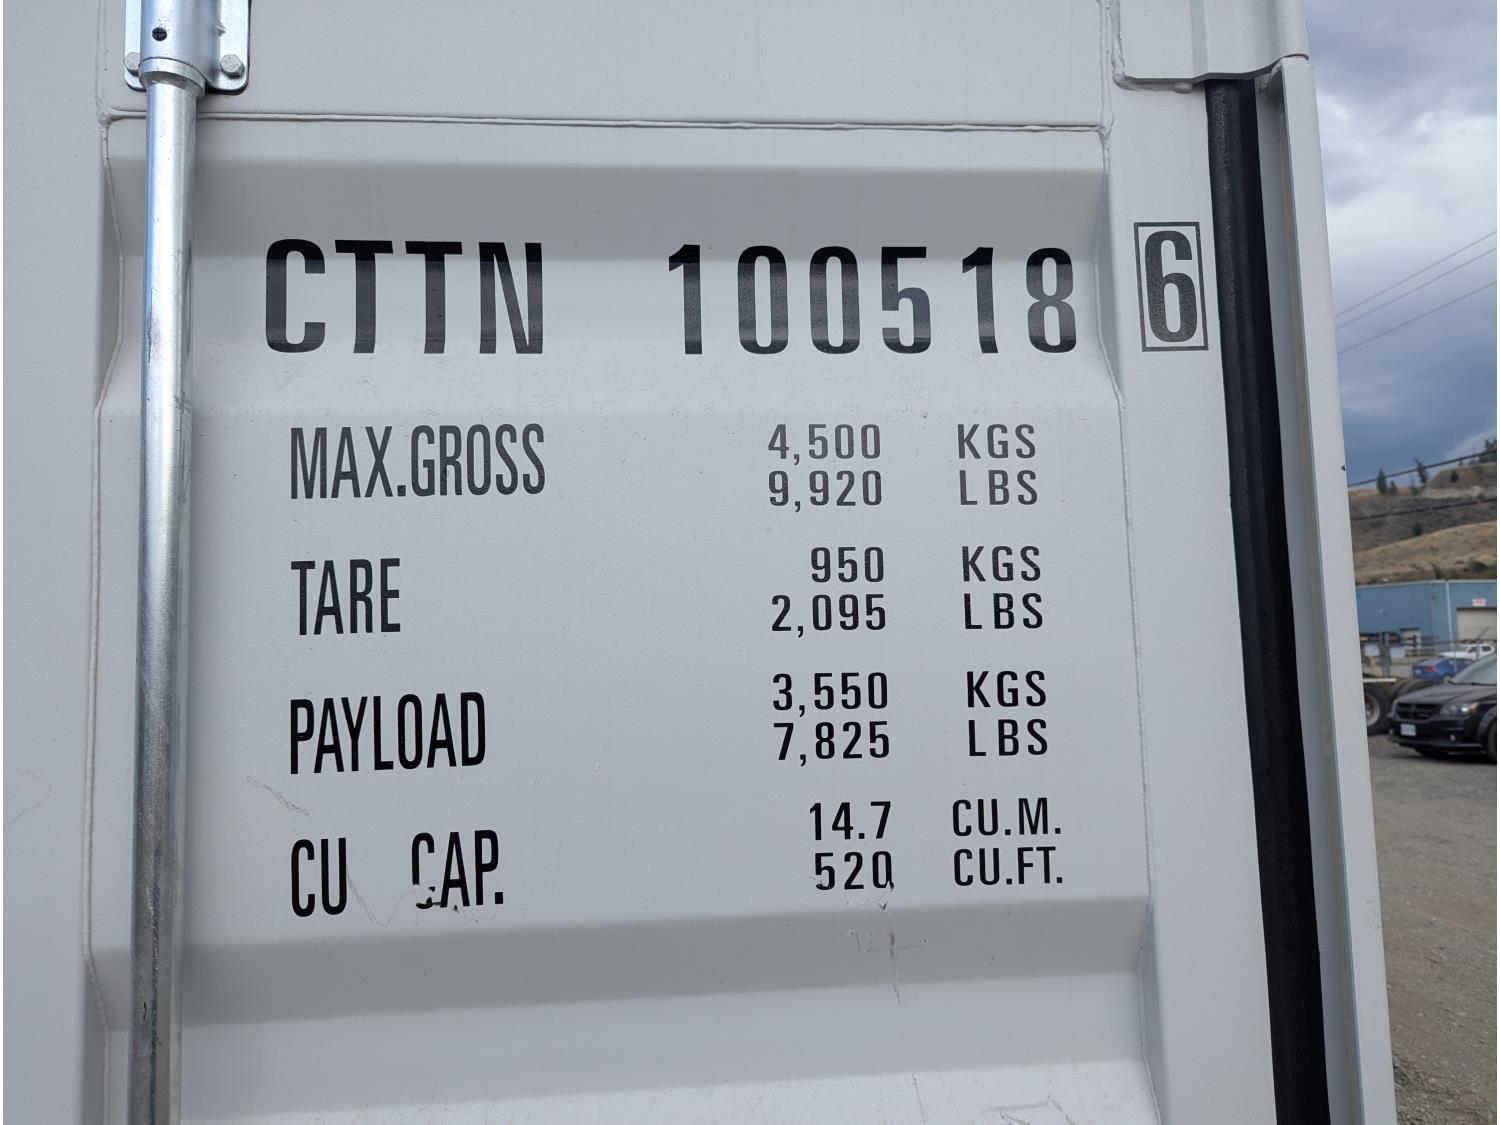 CTTN 100518 6
MAX.GROSS 4,500 KGS
9,920 LBS
TARE 950 KGS
2,095 LBS
PAYLOAD 3,550 KGS
7,825 LBS
CU CAP. 14.7 CU.M.
520 CU.FT.